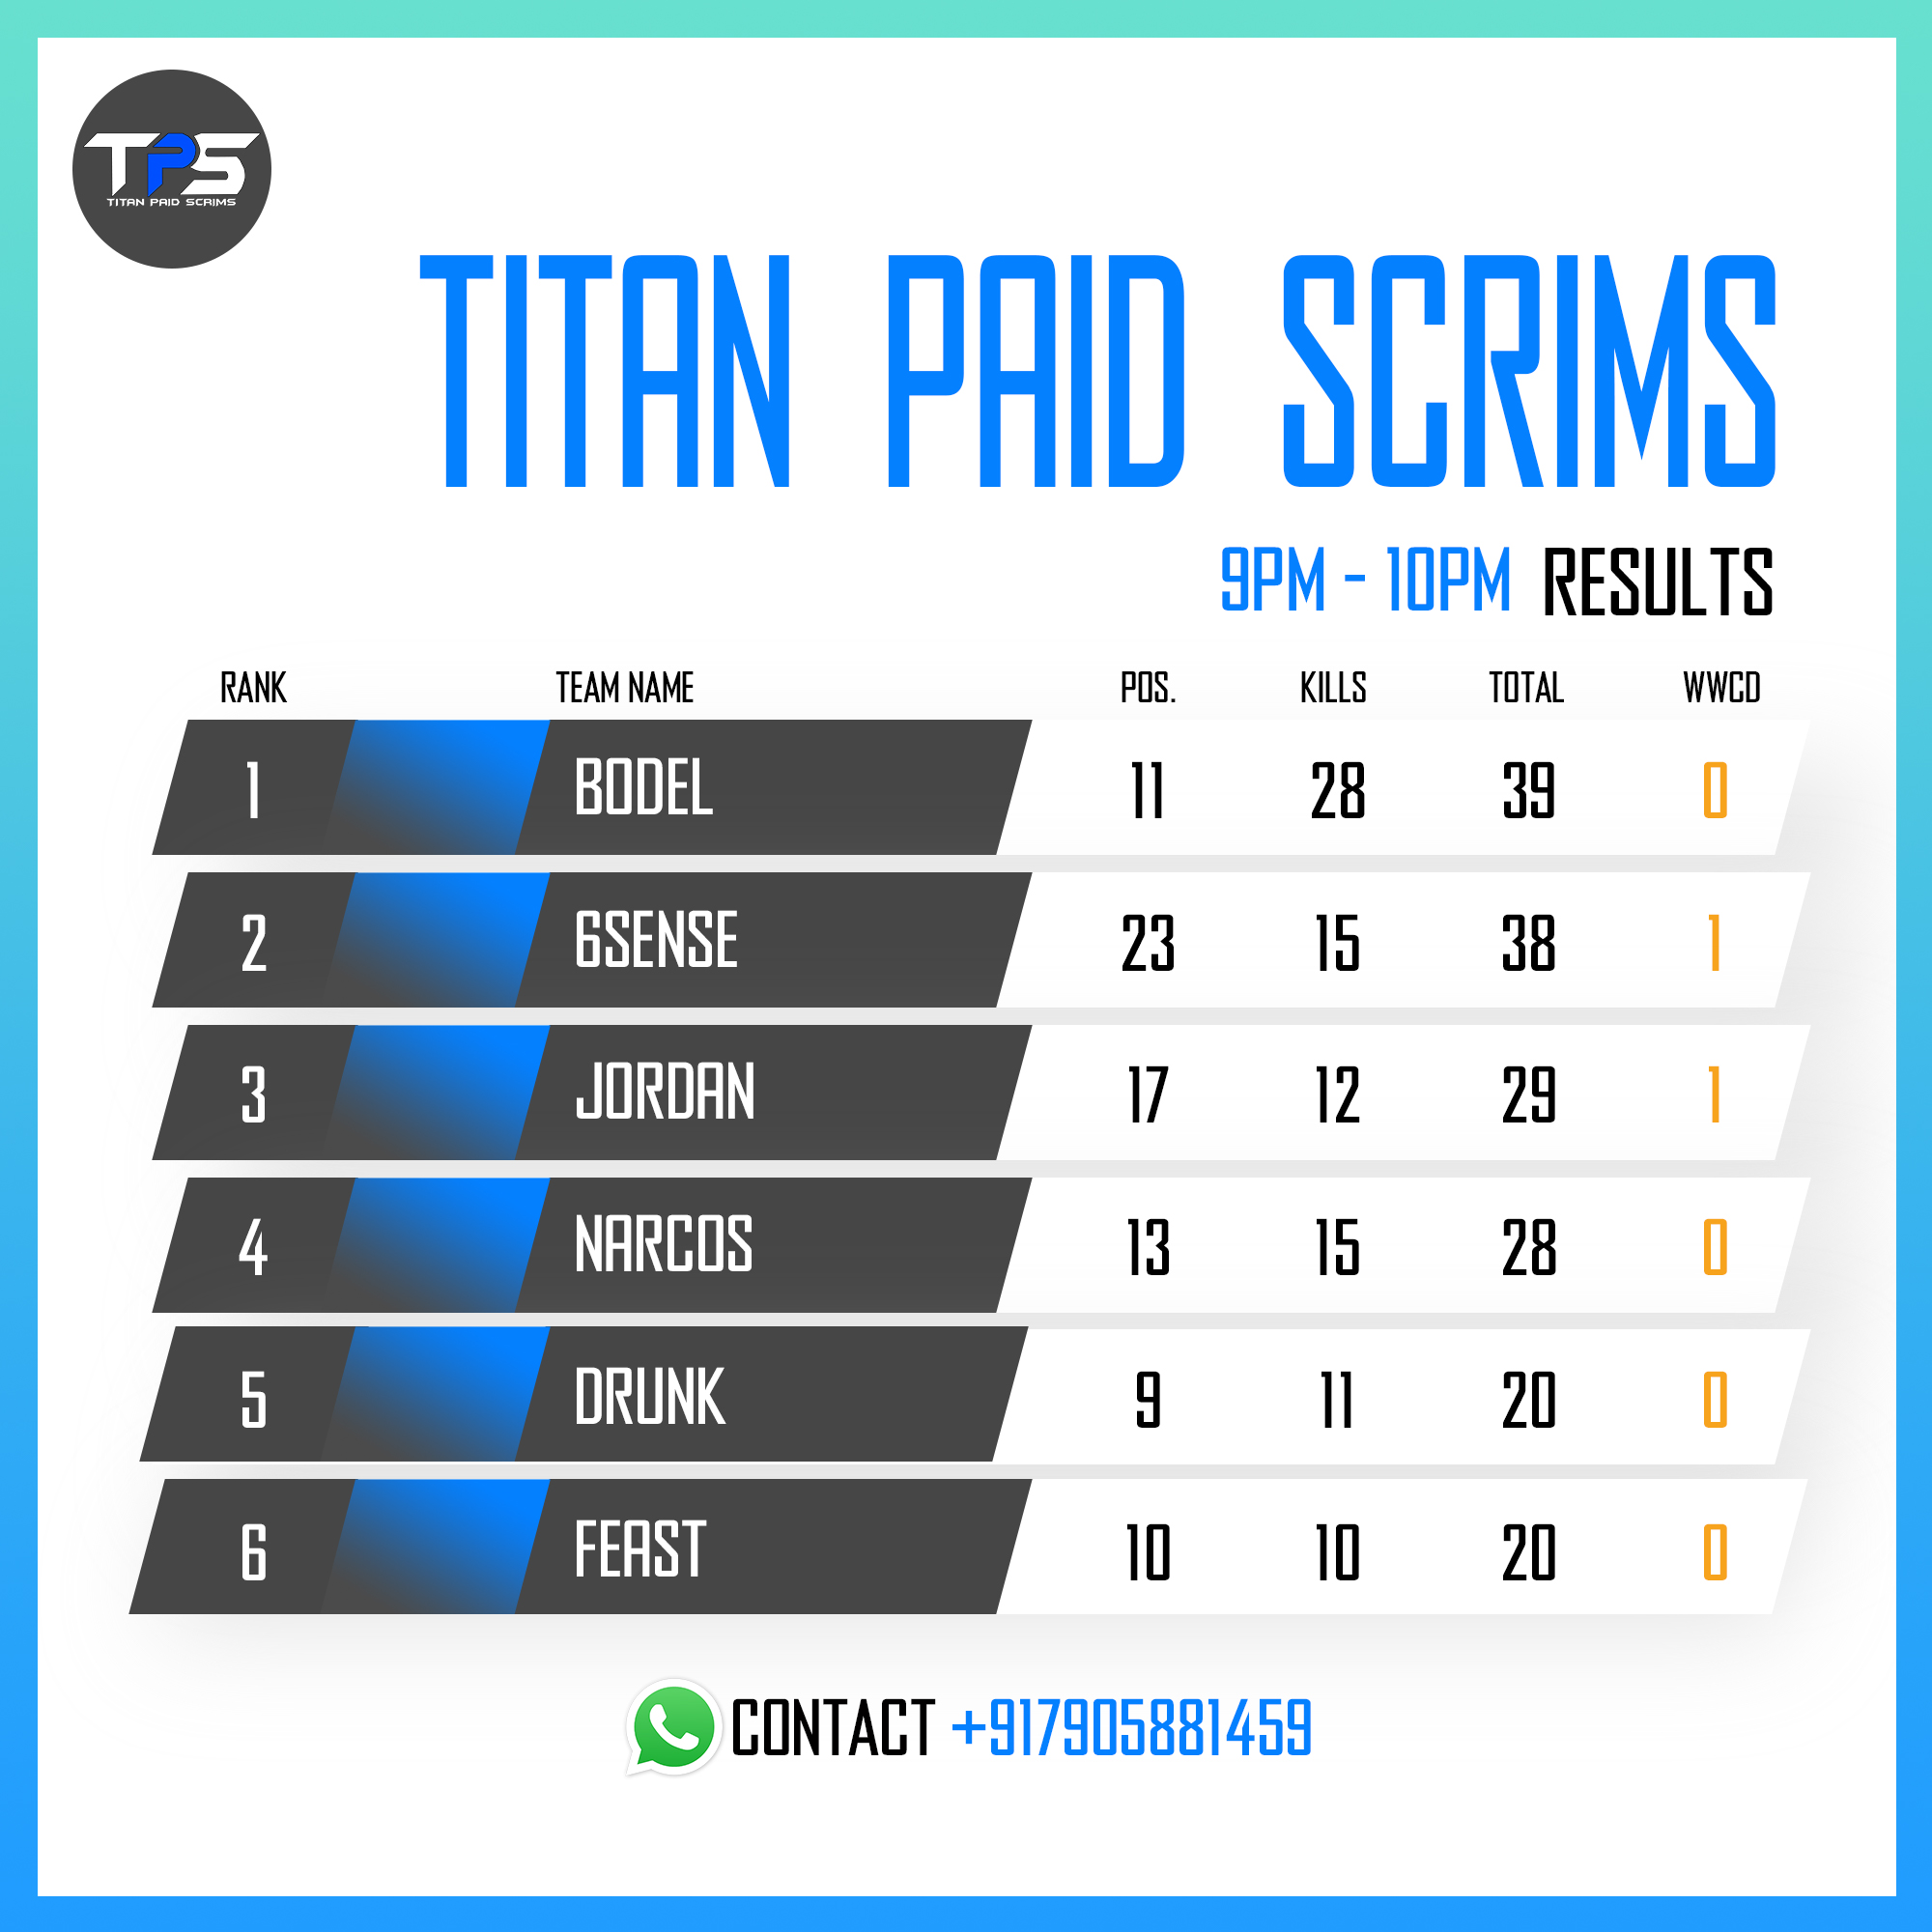 TPS
TITAN PAID SCRIMS
TITAN PAID SCRIMS
9PM - 10PM RESULTS
RANK TEAM NAME POS. KILLS TOTAL WWCD
1 BODEL 11 28 39 0
2 6SENSE 23 15 38 1
3 JORDAN 17 12 29 1
4 NARCOS 13 15 28 0
5 DRUNK 9 11 20 0
6 FEAST 10 10 20 0
CONTACT +917905881459